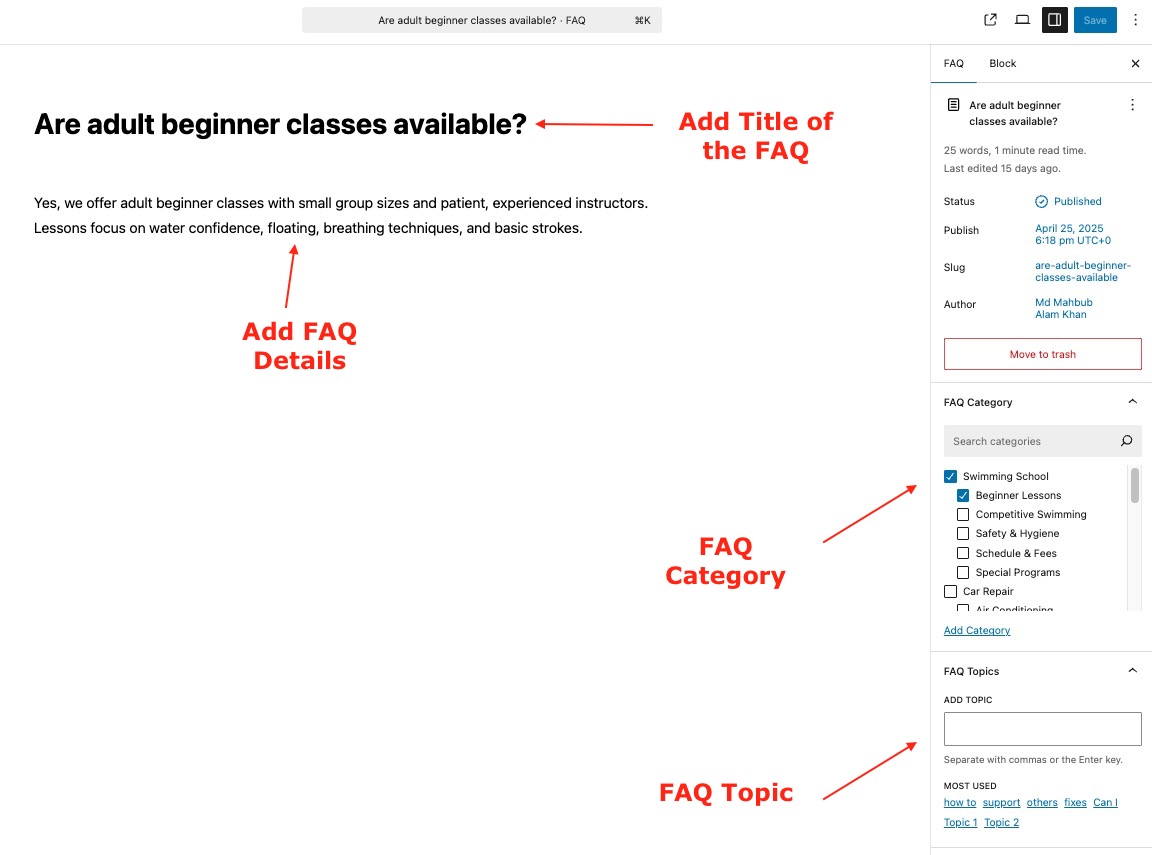 Are adult beginner classes available? · FAQ ⌘K
Save
FAQ Block
Are adult beginner classes available?
Add Title of
the FAQ
Yes, we offer adult beginner classes with small group sizes and patient, experienced instructors.
Lessons focus on water confidence, floating, breathing techniques, and basic strokes.
Add FAQ
Details
Are adult beginner
classes available?
25 words, 1 minute read time.
Last edited 15 days ago.
Status Published
Publish April 25, 2025
6:18 pm UTC+0
Slug are-adult-beginner-
classes-available
Author Md Mahbub
Alam Khan
Move to trash
FAQ Category
Search categories
Swimming School
Beginner Lessons
Competitive Swimming
Safety & Hygiene
Schedule & Fees
Special Programs
Car Repair
Air Conditioning
Add Category
FAQ
Category
FAQ Topics
ADD TOPIC
Separate with commas or the Enter key.
FAQ Topic
MOST USED
how to support others fixes Can I
Topic 1 Topic 2